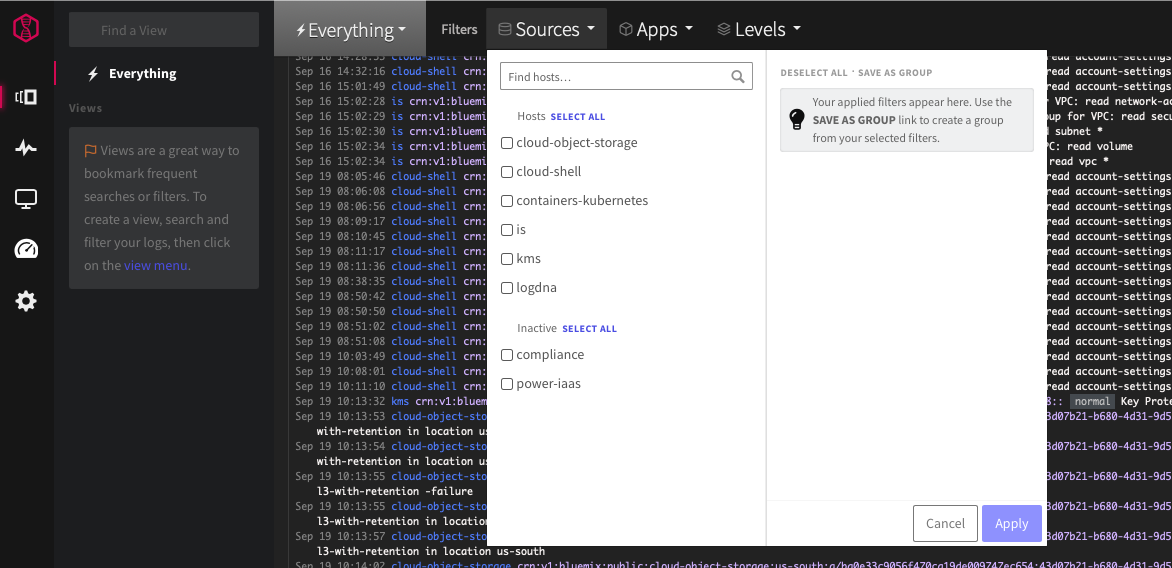 Find a View
Everything
Views
Views are a great way to
bookmark frequent
searches or filters. To
create a view, search and
filter your logs, then click
on the view menu.
Everything
Filters
Sources
Apps
Levels
Find hosts...
Hosts SELECT ALL
cloud-object-storage
cloud-shell
containers-kubernetes
is
kms
logdna
Inactive SELECT ALL
compliance
power-iaas
DESELECT ALL · SAVE AS GROUP
Your applied filters appear here. Use the
SAVE AS GROUP link to create a group
from your selected filters.
Cancel
Apply
read account-settings
Sep 16 14:32:16 cloud-shell crn: read account-settings
Sep 16 15:01:49 cloud-shell crn: read account-settings
Sep 16 15:02:28 is crn:v1:bluemi VPC: read network-ac
Sep 16 15:02:29 is crn:v1:bluemi oup for VPC: read secu
Sep 16 15:02:30 is crn:v1:bluemi subnet *
Sep 16 15:02:34 is crn:v1:bluemi PC: read volume
Sep 16 15:02:34 is crn:v1:bluemi read vpc *
Sep 19 08:05:46 cloud-shell crn: read account-settings
Sep 19 08:06:08 cloud-shell crn: read account-settings
Sep 19 08:06:56 cloud-shell crn: read account-settings
Sep 19 08:09:17 cloud-shell crn: read account-settings
Sep 19 08:10:45 cloud-shell crn: read account-settings
Sep 19 08:11:17 cloud-shell crn: read account-settings
Sep 19 08:11:36 cloud-shell crn: read account-settings
Sep 19 08:38:35 cloud-shell crn: read account-settings
Sep 19 08:50:42 cloud-shell crn: read account-settings
Sep 19 08:50:50 cloud-shell crn: read account-settings
Sep 19 08:51:02 cloud-shell crn: read account-settings
Sep 19 08:51:08 cloud-shell crn: read account-settings
Sep 19 10:03:49 cloud-shell crn: read account-settings
Sep 19 10:08:01 cloud-shell crn: read account-settings
Sep 19 10:11:10 cloud-shell crn: read account-settings
Sep 19 10:13:32 kms crn:v1:bluem 8:: normal Key Prote
Sep 19 10:13:53 cloud-object-sto 3d07b21-b680-4d31-9d5
with-retention in location us
Sep 19 10:13:54 cloud-object-sto 3d07b21-b680-4d31-9d5
with-retention in location us
Sep 19 10:13:55 cloud-object-sto 3d07b21-b680-4d31-9d5
l3-with-retention -failure
Sep 19 10:13:55 cloud-object-sto 3d07b21-b680-4d31-9d5
l3-with-retention in location
Sep 19 10:13:57 cloud-object-sto 3d07b21-b680-4d31-9d5
l3-with-retention in location us-south
Sep 19 10:14:02 cloud-object-storage